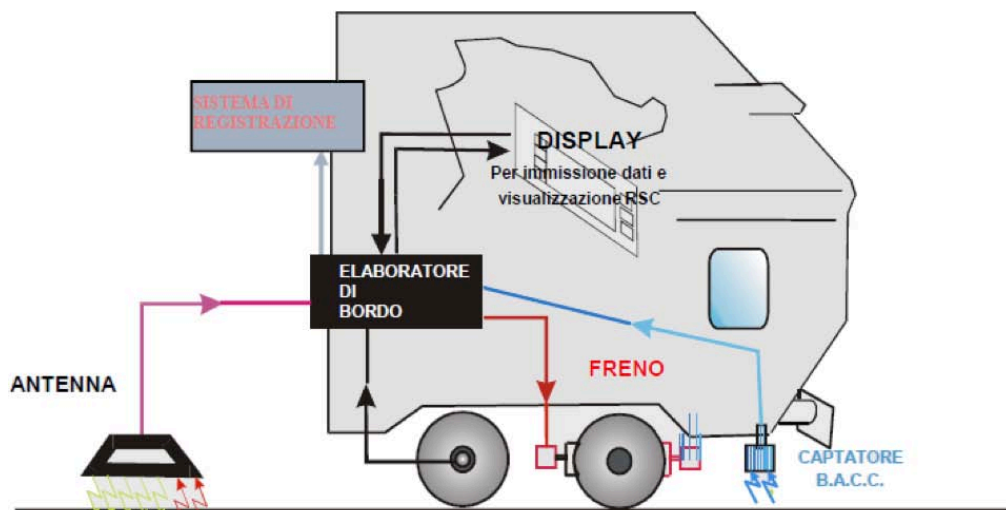 SISTEMA DI
REGISTRAZIONE
DISPLAY
Per immissione dati e
visualizzazione RSC
ELABORATORE
DI
BORDO
ANTENNA
FRENO
CAPTATORE
B.A.C.C.